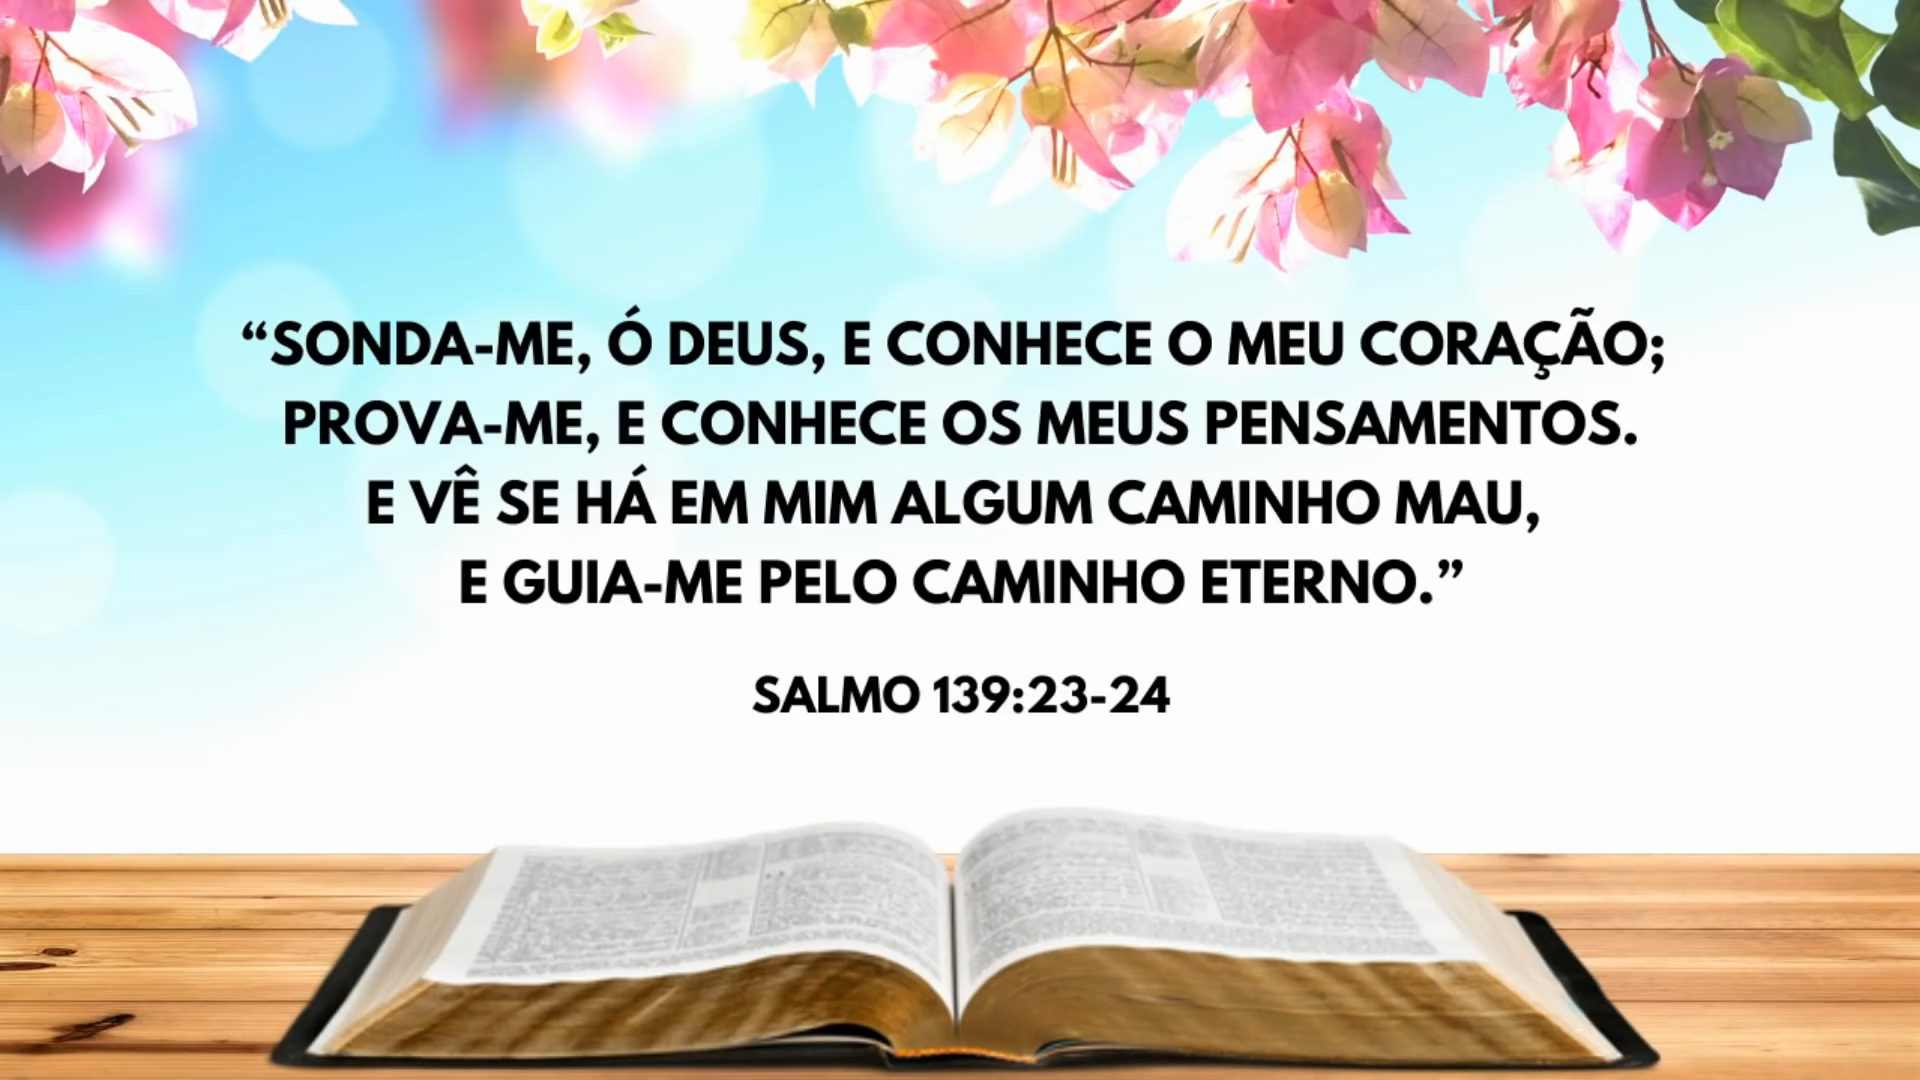 “SONDA-ME, Ó DEUS, E CONHECE O MEU CORAÇÃO;
PROVA-ME, E CONHECE OS MEUS PENSAMENTOS.
E VÊ SE HÁ EM MIM ALGUM CAMINHO MAU,
E GUIA-ME PELO CAMINHO ETERNO.”
SALMO 139:23-24